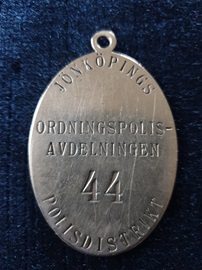 JÖNKÖPINGS
ORDNINGSPOLIS-
AVDELNINGEN
44
POLISDISTRIKT